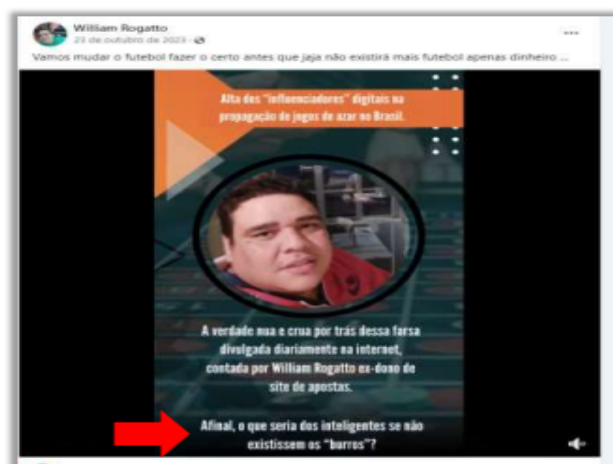 William Rogatto
23 de outubro de 2023 ·
Vamos mudar o futebol fazer o certo antes que jaja não existirá mais futebol apenas dinheiro ...
Alta dos "influenciadores" digitais na
propagação de jogos de azar no Brasil.
A verdade nua e crua por trás dessa farsa
divulgada diariamente na internet,
contada por William Rogatto ex-dono de
site de apostas.
Afinal, o que seria dos inteligentes se não
existissem os "burros"?